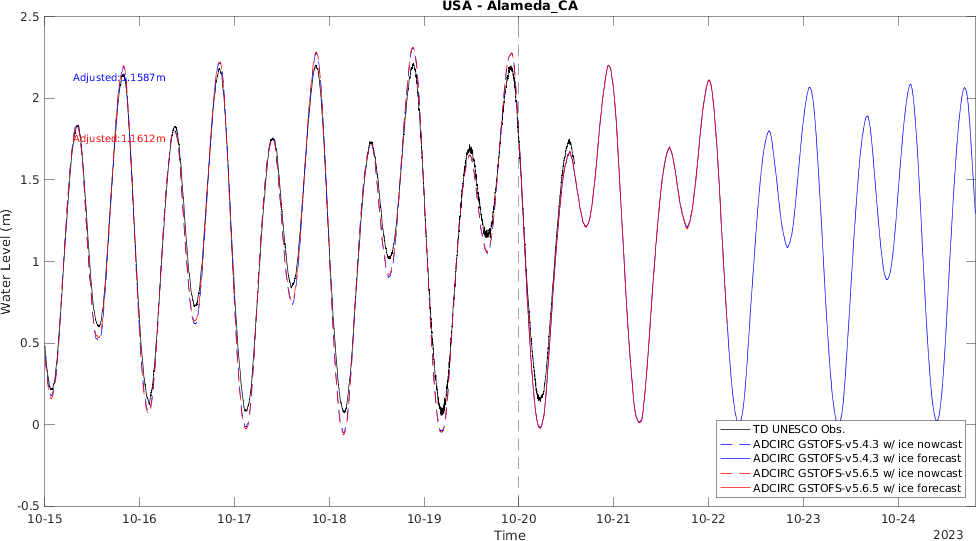 USA - Alameda_CA
2.5
2
1.5
1
0.5
0
-0.5
Water Level (m)
Adjusted:1.1587m
Adjusted:1.1612m
TD UNESCO Obs.
ADCIRC GSTOFS-v5.4.3 w/ ice nowcast
ADCIRC GSTOFS-v5.4.3 w/ ice forecast
ADCIRC GSTOFS-v5.6.5 w/ ice nowcast
ADCIRC GSTOFS-v5.6.5 w/ ice forecast
10-15 10-16 10-17 10-18 10-19 10-20 10-21 10-22 10-23 10-24
Time
2023